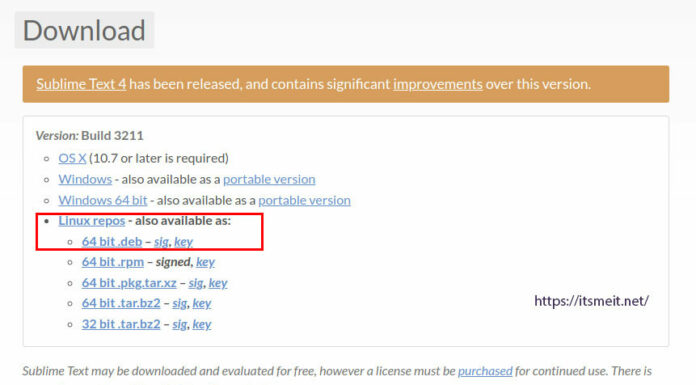 Download
Sublime Text 4 has been released, and contains significant improvements over this version.
Version: Build 3211
OS X (10.7 or later is required)
Windows - also available as a portable version
Windows 64 bit - also available as a portable version
Linux repos - also available as:
64 bit .deb – sig, key
64 bit .rpm – signed, key
64 bit .pkg.tar.xz – sig, key
64 bit .tar.bz2 – sig, key
32 bit .tar.bz2 – sig, key
https://itsmeit.net/
Sublime Text may be downloaded and evaluated for free, however a license must be purchased for continued use. There is